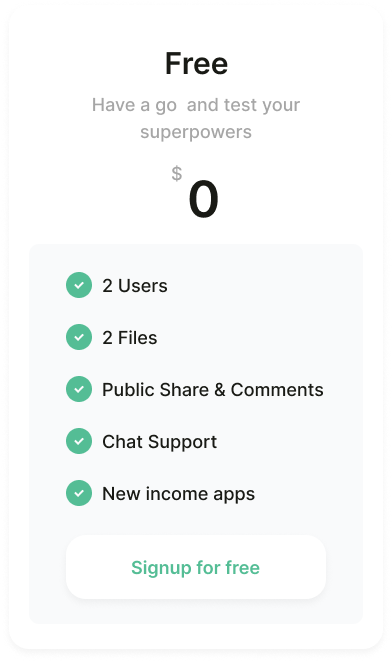 Free
Have a go  and test your
superpowers
$
0
2 Users
2 Files
Public Share & Comments
Chat Support
New income apps
Signup for free